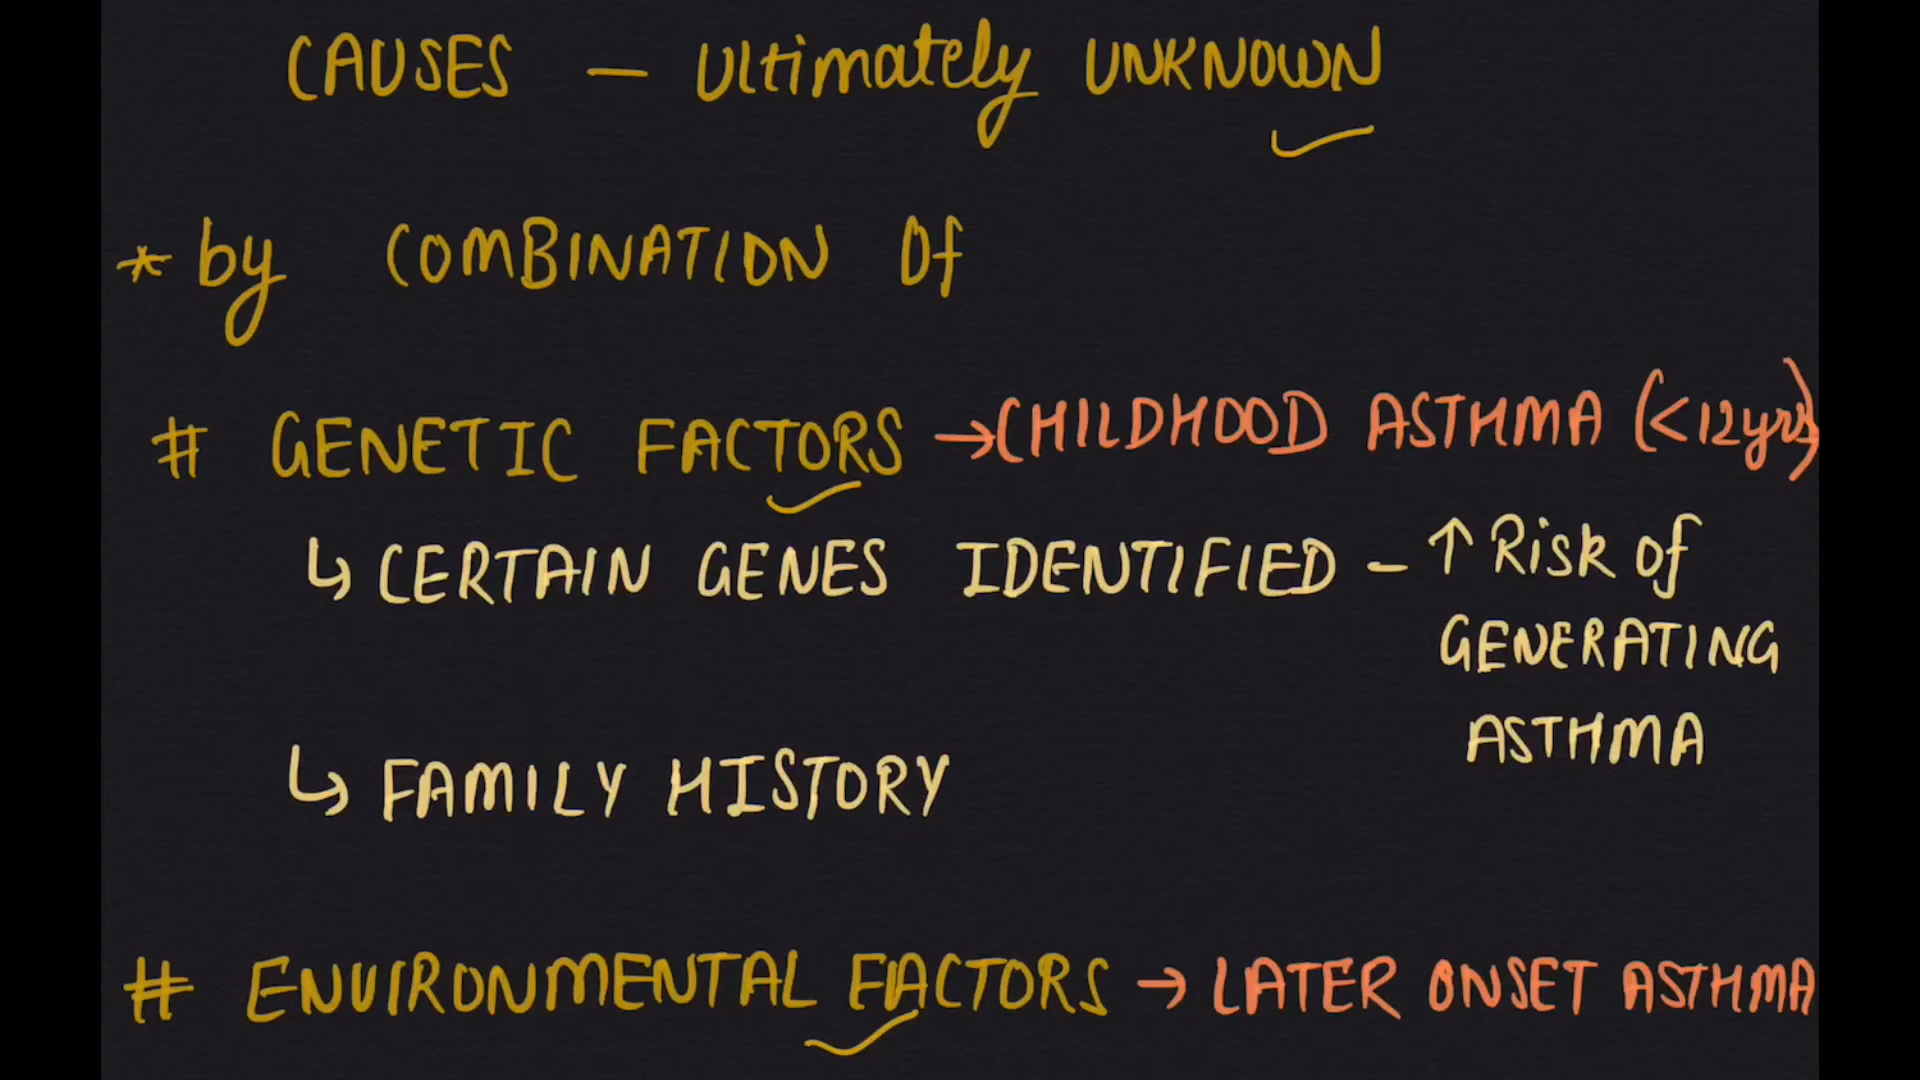 CAUSES - Ultimately UNKNOWN
* by COMBINATION Of
# GENETIC FACTORS → CHILDHOOD ASTHMA (<12yrs)
↳ CERTAIN GENES IDENTIFIED - ↑ Risk of
GENERATING
ASTHMA
↳ FAMILY HISTORY
# ENVIRONMENTAL FACTORS → LATER ONSET ASTHMA